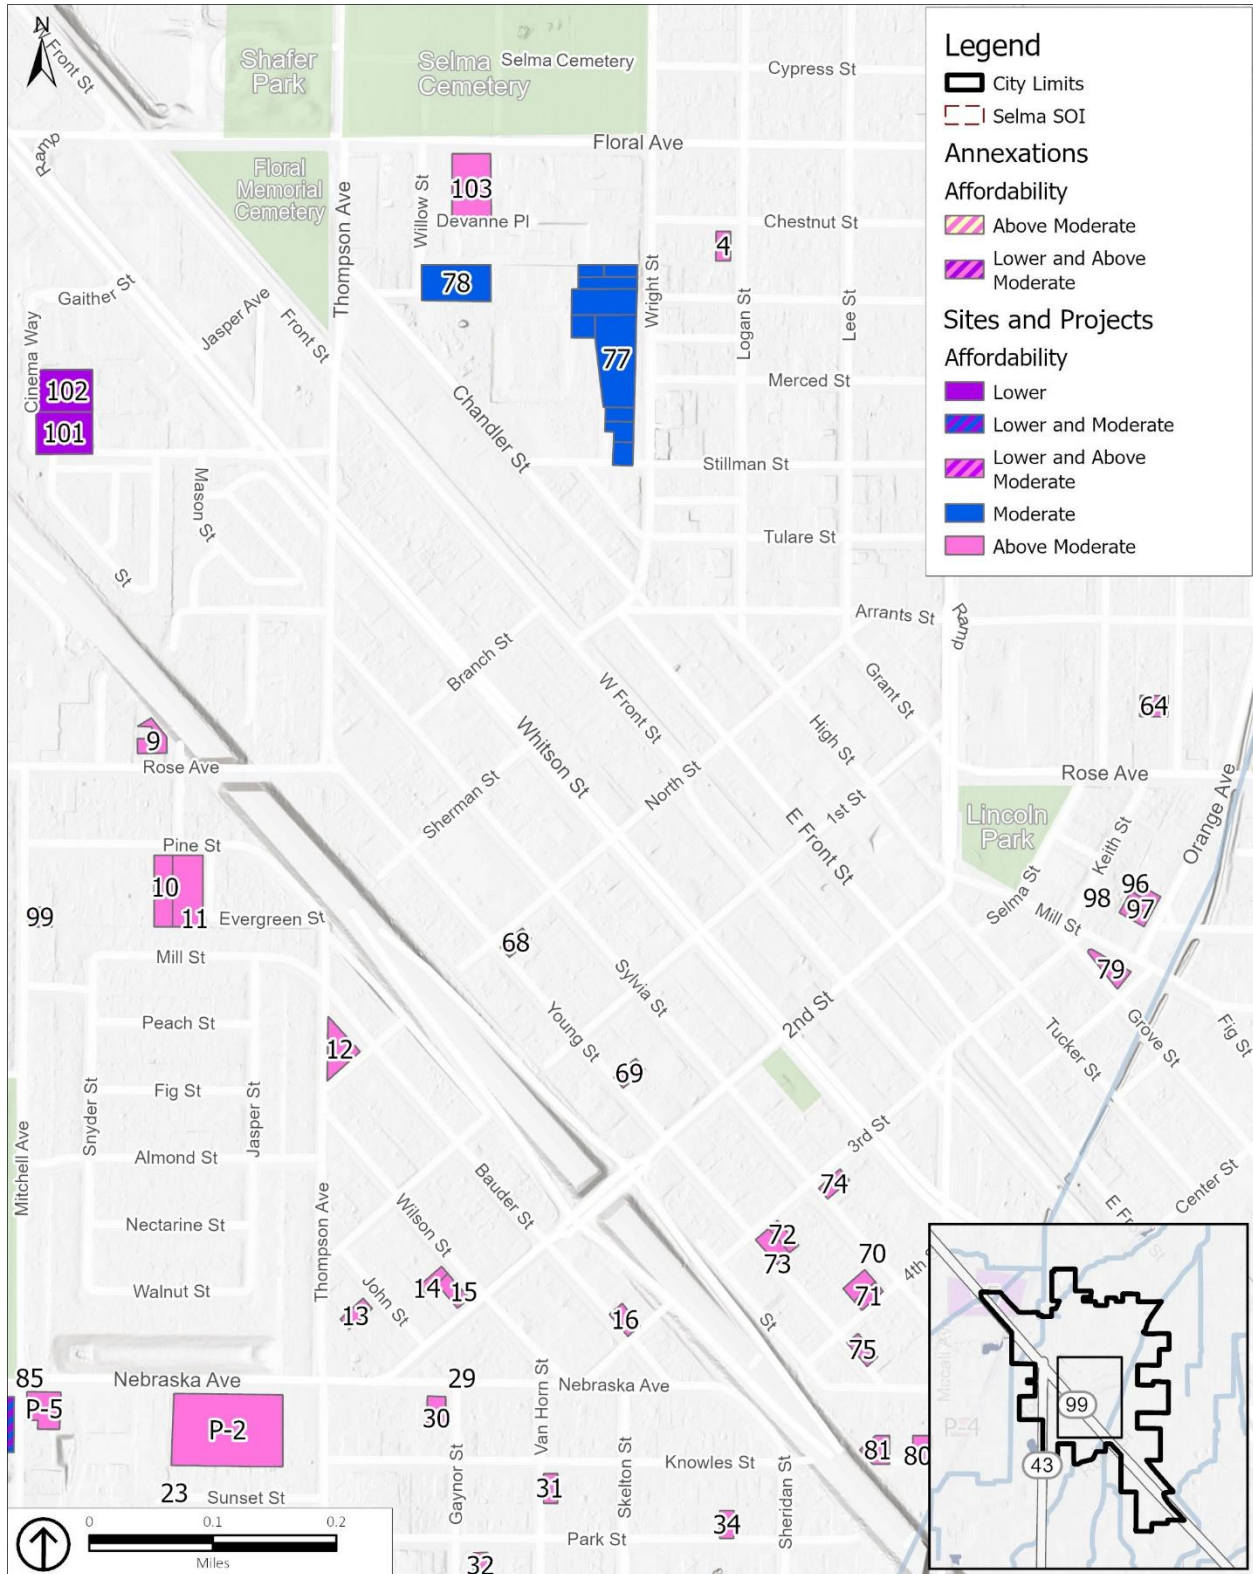 N
W Front St
Shafer
Park
Selma
Cemetery
Selma Cemetery
Cypress St
Ramp
Floral Ave
Floral
Memorial
Cemetery
Thompson Ave
Willow St
103
Devanne Pl
Chestnut St
4
78
Wright St
Logan St
Lee St
Gaither St
Jasper Ave
Front St
Cinema Way
77
102
101
Merced St
Chandler St
Stillman St
Mason St
Tulare St
St
Arrants St
Ramp
Branch St
W Front St
Grant St
High St
64
9
Rose Ave
Whitson St
North St
Rose Ave
Sherman St
1st St
E Front St
Lincoln
Park
Orange Ave
Keith St
Pine St
10
11
Evergreen St
99
Selma St
98
96
97
Mill St
Mill St
68
Sylvia St
79
Peach St
Young St
2nd St
12
Tucker St
Grove St
Fig St
Fig St
69
Snyder St
Jasper St
Mitchell Ave
Almond St
3rd St
74
Center St
Bauder St
Nectarine St
Wilson St
Thompson Ave
72
73
70
71
E Fr
4th
Walnut St
14
15
13
John St
16
St
75
85
Nebraska Ave
29
Nebraska Ave
P-5
P-2
30
Van Horn St
81
80
Gaynor St
Skelton St
Knowles St
Sheridan St
23
Sunset St
31
34
Park St
32
0
0.1
0.2
Miles
Legend
City Limits
Selma SOI
Annexations
Affordability
Above Moderate
Lower and Above
Moderate
Sites and Projects
Affordability
Lower
Lower and Moderate
Lower and Above
Moderate
Moderate
Above Moderate
P-4
99
43